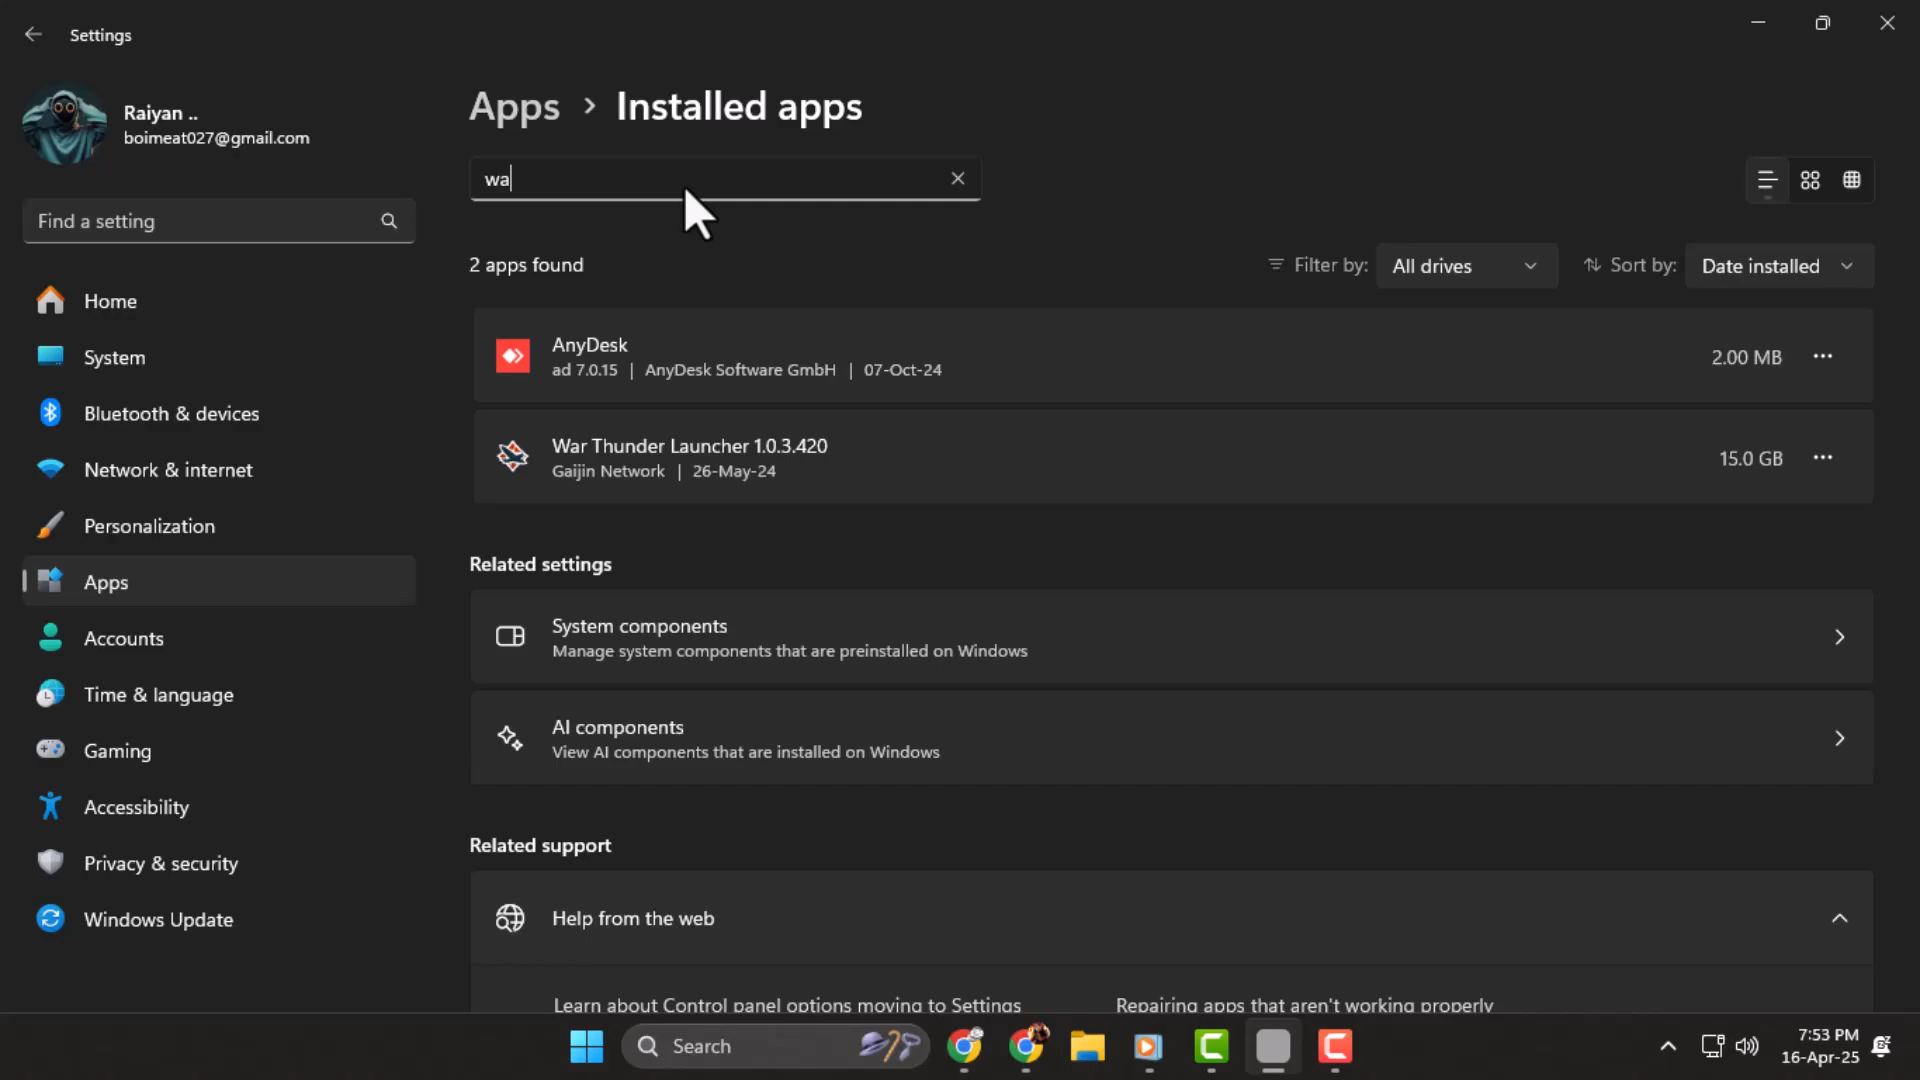 Settings
Raiyan ..
boimeat027@gmail.com
Find a setting
Home
System
Bluetooth & devices
Network & internet
Personalization
Apps
Accounts
Time & language
Gaming
Accessibility
Privacy & security
Windows Update
Apps > Installed apps
wa
2 apps found
Filter by: All drives
Sort by: Date installed
AnyDesk
ad 7.0.15 | AnyDesk Software GmbH | 07-Oct-24
2.00 MB
War Thunder Launcher 1.0.3.420
Gaijin Network | 26-May-24
15.0 GB
Related settings
System components
Manage system components that are preinstalled on Windows
AI components
View AI components that are installed on Windows
Related support
Help from the web
Learn about Control panel options moving to Settings
Repairing apps that aren't working properly
Search
7:53 PM
16-Apr-25